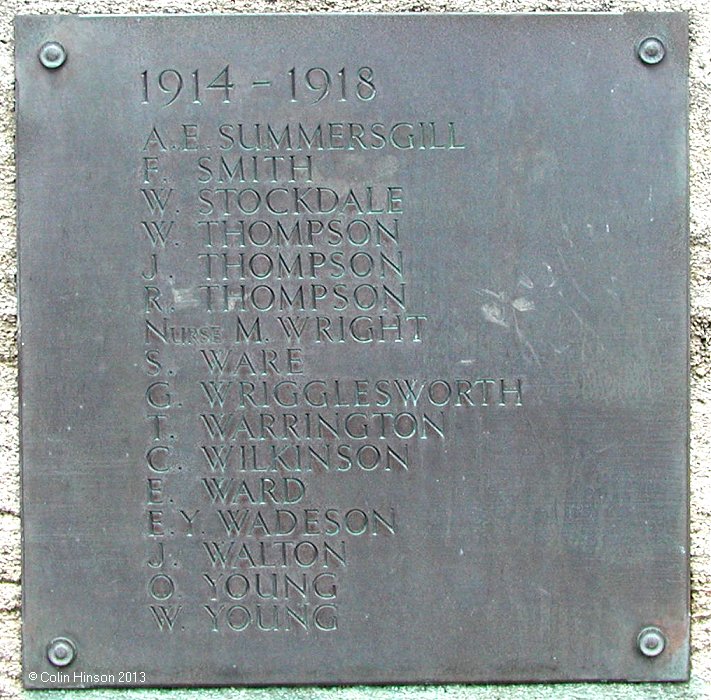 1914 - 1918
A. E. SUMMERSGILL
F. SMITH
W. STOCKDALE
W. THOMPSON
J. THOMPSON
R. THOMPSON
NURSE M. WRIGHT
S. WARE
G. WRIGGLESWORTH
T. WARRINGTON
C. WILKINSON
E. WARD
E. Y. WADESON
J. WALTON
O. YOUNG
W. YOUNG
© Colin Hinson 2013